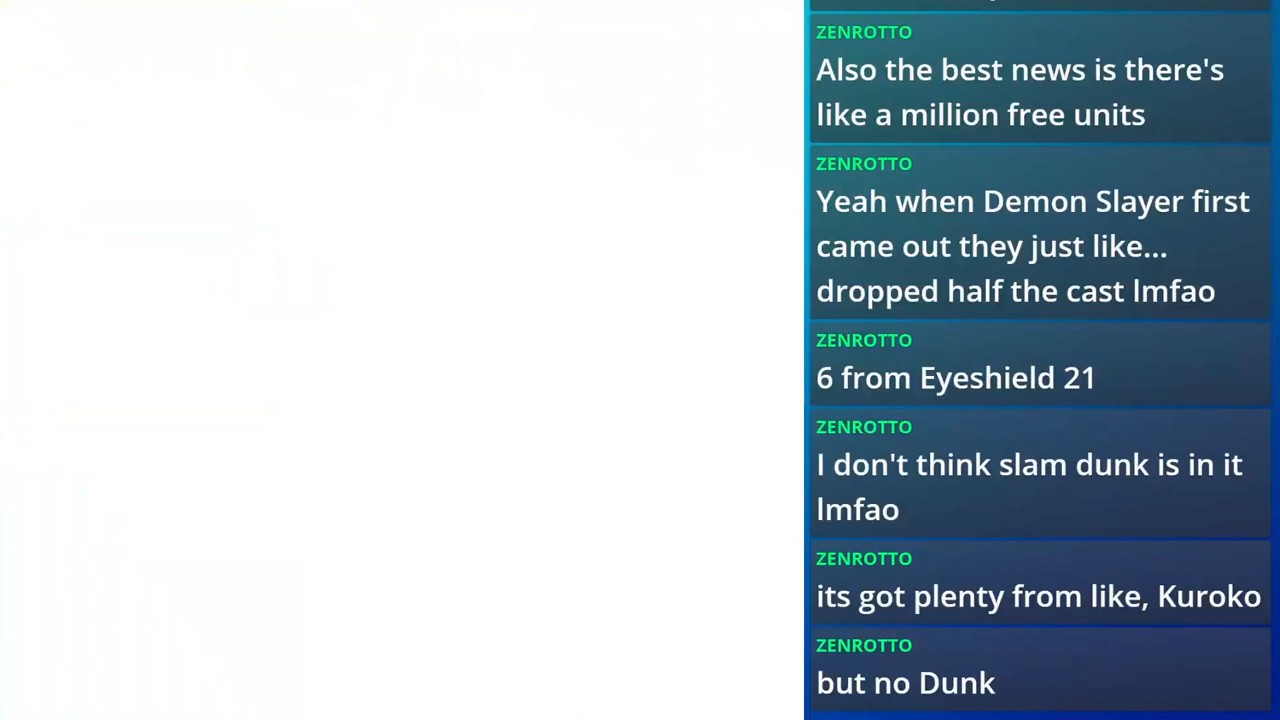 ZENROTTO
Also the best news is there's
like a million free units
ZENROTTO
Yeah when Demon Slayer first
came out they just like...
dropped half the cast lmfao
ZENROTTO
6 from Eyeshield 21
ZENROTTO
I don't think slam dunk is in it
lmfao
ZENROTTO
its got plenty from like, Kuroko
ZENROTTO
but no Dunk